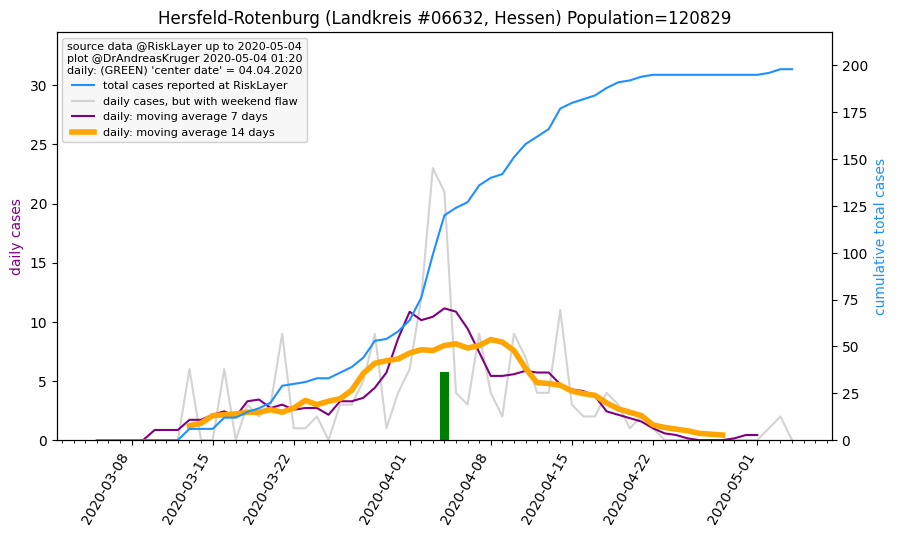 Hersfeld-Rotenburg (Landkreis #06632, Hessen) Population=120829
source data @RiskLayer up to 2020-05-04
plot @DrAndreasKruger 2020-05-04 01:20
daily: (GREEN) 'center date' = 04.04.2020
total cases reported at RiskLayer
daily cases, but with weekend flaw
daily: moving average 7 days
daily: moving average 14 days
daily cases
30
25
20
15
10
5
0
cumulative total cases
200
175
150
125
100
75
50
25
0
2020-03-08
2020-03-15
2020-03-22
2020-04-01
2020-04-08
2020-04-15
2020-04-22
2020-05-01